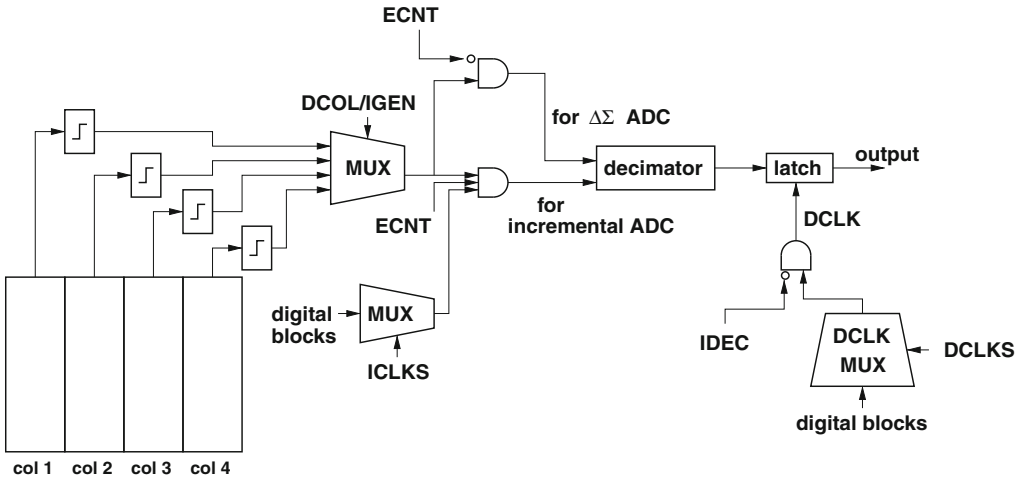 ECNT
DCOL/IGEN
for ΔΣ ADC
MUX
decimator
latch
output
ECNT
for
incremental ADC
DCLK
digital
blocks
MUX
ICLKS
IDEC
DCLK
MUX
DCLKS
digital blocks
col 1 col 2 col 3 col 4